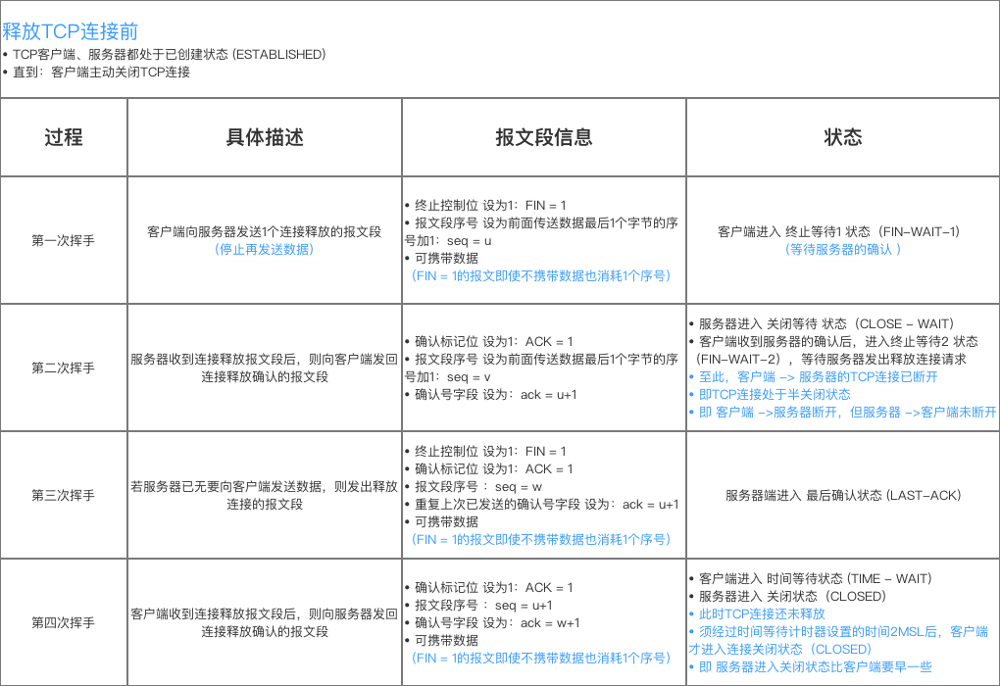 释放TCP连接前
• TCP客户端、服务器都处于已创建状态 (ESTABLISHED)
• 直到：客户端主动关闭TCP连接
过程
具体描述
报文段信息
状态
第一次挥手
客户端向服务器发送1个连接释放的报文段
（停止再发送数据）
• 终止控制位 设为1：FIN = 1
• 报文段序号 设为前面传送数据最后1个字节的序
号加1：seq = u
• 可携带数据
（FIN = 1的报文即使不携带数据也消耗1个序号）
客户端进入 终止等待1 状态（FIN-WAIT-1）
（等待服务器的确认 ）
第二次挥手
服务器收到连接释放报文段后，则向客户端发回
连接释放确认的报文段
• 确认标记位 设为1：ACK = 1
• 报文段序号 设为前面传送数据最后1个字节的序
号加1：seq = v
• 确认号字段 设为：ack = u+1
• 服务器进入 关闭等待 状态（CLOSE - WAIT）
• 客户端收到服务器的确认后，进入终止等待2 状态
（FIN-WAIT-2），等待服务器发出释放连接请求
• 至此，客户端 -> 服务器的TCP连接已断开
• 即TCP连接处于半关闭状态
• 即 客户端 ->服务器断开，但服务器 ->客户端未断开
第三次挥手
若服务器已无要向客户端发送数据，则发出释放
连接的报文段
• 终止控制位 设为1：FIN = 1
• 确认标记位 设为1：ACK = 1
• 报文段序号 ：seq = w
• 重复上次已发送的确认号字段 设为：ack = u+1
• 可携带数据
（FIN = 1的报文即使不携带数据也消耗1个序号）
服务器端进入 最后确认状态 (LAST-ACK)
第四次挥手
客户端收到连接释放报文段后，则向服务器发回
连接释放确认的报文段
• 确认标记位 设为1：ACK = 1
• 报文段序号 ：seq = u+1
• 确认号字段 设为：ack = w+1
• 可携带数据
（FIN = 1的报文即使不携带数据也消耗1个序号）
• 客户端进入 时间等待状态 (TIME - WAIT)
• 服务器进入 关闭状态（CLOSED）
• 此时TCP连接还未释放
• 须经过时间等待计时器设置的时间2MSL后，客户端
才进入连接关闭状态（CLOSED）
• 即 服务器进入关闭状态比客户端要早一些